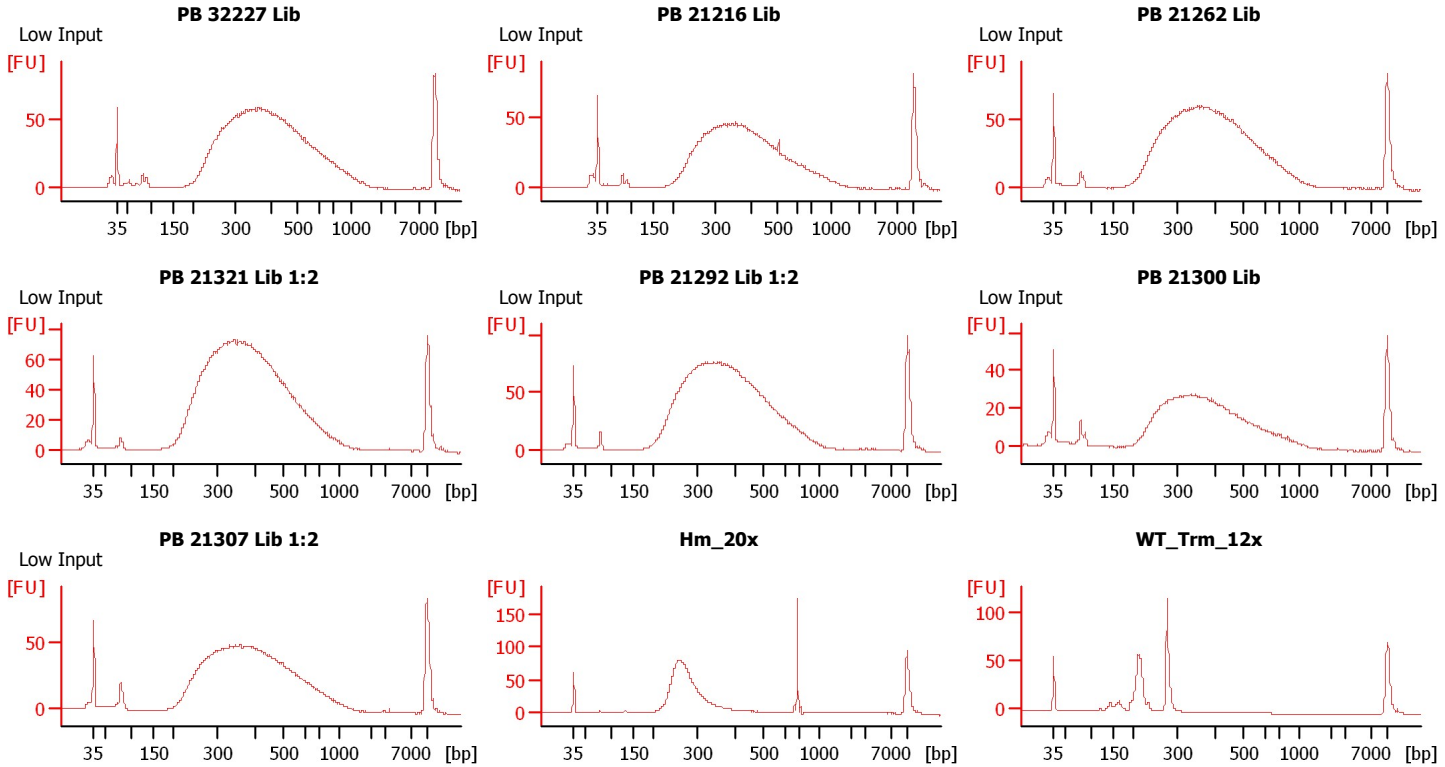 PB 32227 Lib
Low Input
[FU]
50
0
35 150 300 500 1000 7000 [bp]
PB 21216 Lib
Low Input
[FU]
50
0
35 150 300 500 1000 7000 [bp]
PB 21262 Lib
Low Input
[FU]
50
0
35 150 300 500 1000 7000 [bp]
PB 21321 Lib 1:2
Low Input
[FU]
60
40
20
0
35 150 300 500 1000 7000 [bp]
PB 21292 Lib 1:2
Low Input
[FU]
50
0
35 150 300 500 1000 7000 [bp]
PB 21300 Lib
Low Input
[FU]
40
20
0
35 150 300 500 1000 7000 [bp]
PB 21307 Lib 1:2
Low Input
[FU]
50
0
35 150 300 500 1000 7000 [bp]
Hm_20x
[FU]
150
100
50
0
35 150 300 500 1000 7000 [bp]
WT_Trm_12x
[FU]
100
50
0
35 150 300 500 1000 7000 [bp]